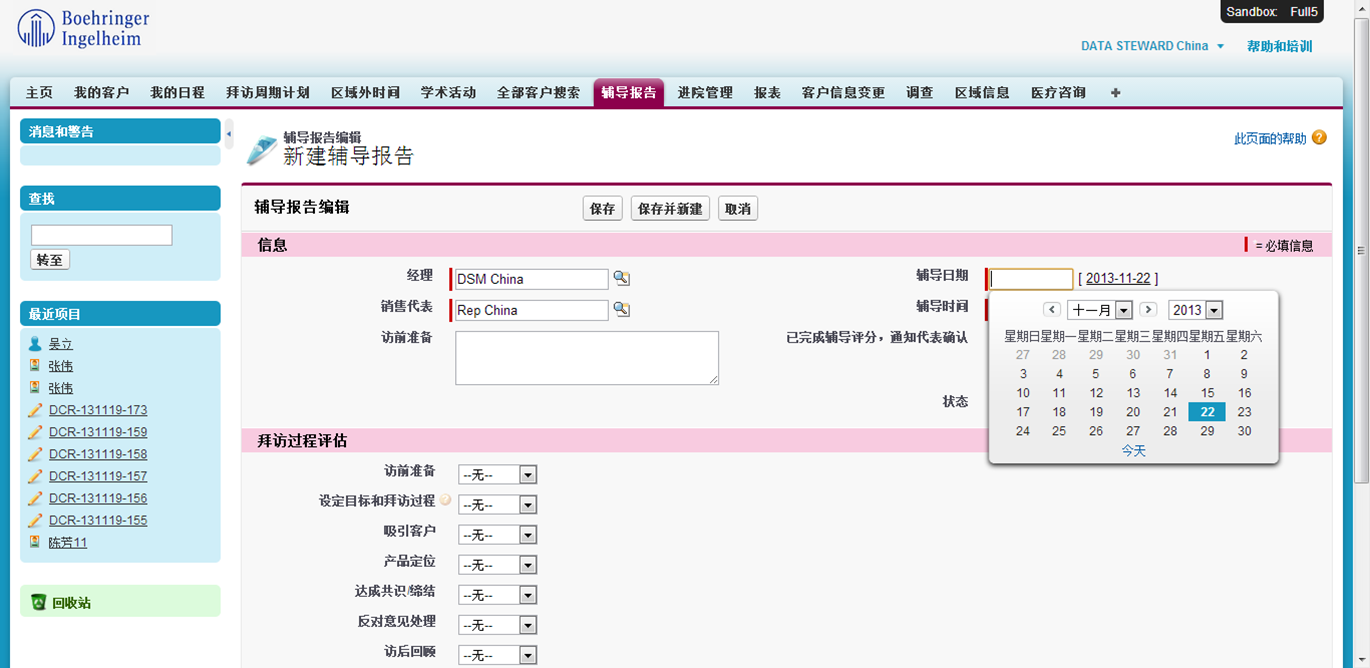 Boehringer
Ingelheim
Sandbox: Full5
DATA STEWARD China 帮助和培训
主页 我的客户 我的日程 拜访周期计划 区域外时间 学术活动 全部客户搜索 辅导报告 进院管理 报表 客户信息变更 调查 区域信息 医疗咨询 +
消息和警告
查找
转至
最近项目
吴立
张伟
张伟
DCR-131119-173
DCR-131119-159
DCR-131119-158
DCR-131119-157
DCR-131119-156
DCR-131119-155
陈芳11
回收站
辅导报告编辑
新建辅导报告
此页面的帮助 ?
辅导报告编辑 保存 保存并新建 取消
信息 = 必填信息
经理 DSM China 辅导日期 [ 2013-11-22 ]
销售代表 Rep China 辅导时间
访前准备 已完成辅导评分，通知代表确认
状态
十一月 2013
星期日星期一星期二星期三星期四星期五星期六
27 28 29 30 31 1 2
3 4 5 6 7 8 9
10 11 12 13 14 15 16
17 18 19 20 21 22 23
24 25 26 27 28 29 30
今天
拜访过程评估
访前准备 --无--
设定目标和拜访过程 --无--
吸引客户 --无--
产品定位 --无--
达成共识/缔结 --无--
反对意见处理 --无--
访后回顾 --无--